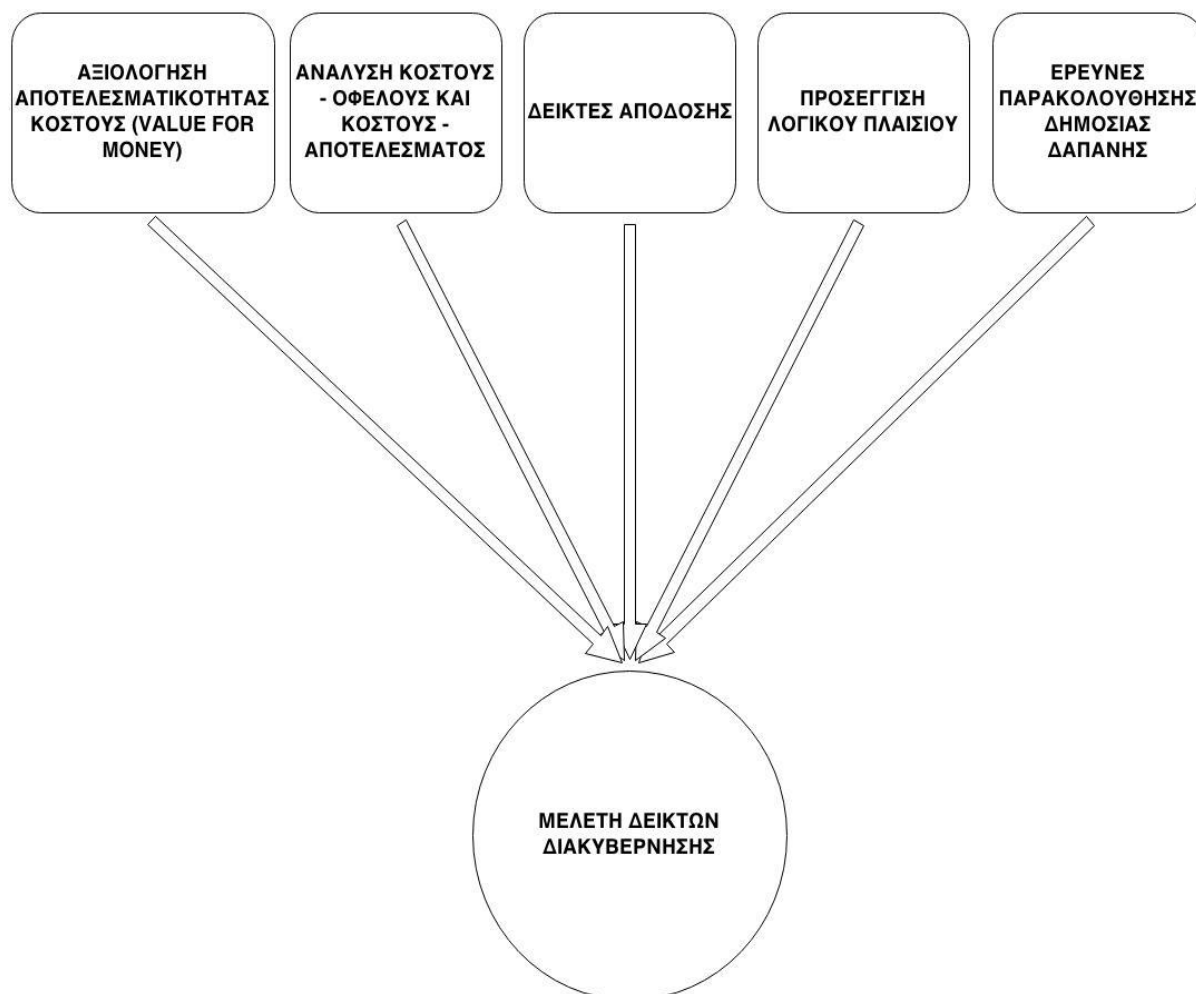 ΑΞΙΟΛΟΓΗΣΗ
ΑΠΟΤΕΛΕΣΜΑΤΙΚΟΤΗΤΑΣ
ΚΟΣΤΟΥΣ (VALUE FOR
MONEY)
ΑΝΑΛΥΣΗ ΚΟΣΤΟΥΣ
- ΟΦΕΛΟΥΣ ΚΑΙ
ΚΟΣΤΟΥΣ -
ΑΠΟΤΕΛΕΣΜΑΤΟΣ
ΔΕΙΚΤΕΣ ΑΠΟΔΟΣΗΣ
ΠΡΟΣΕΓΓΙΣΗ
ΛΟΓΙΚΟΥ ΠΛΑΙΣΙΟΥ
ΕΡΕΥΝΕΣ
ΠΑΡΑΚΟΛΟΥΘΗΣΗΣ
ΔΗΜΟΣΙΑΣ
ΔΑΠΑΝΗΣ
ΜΕΛΕΤΗ ΔΕΙΚΤΩΝ
ΔΙΑΚΥΒΕΡΝΗΣΗΣ